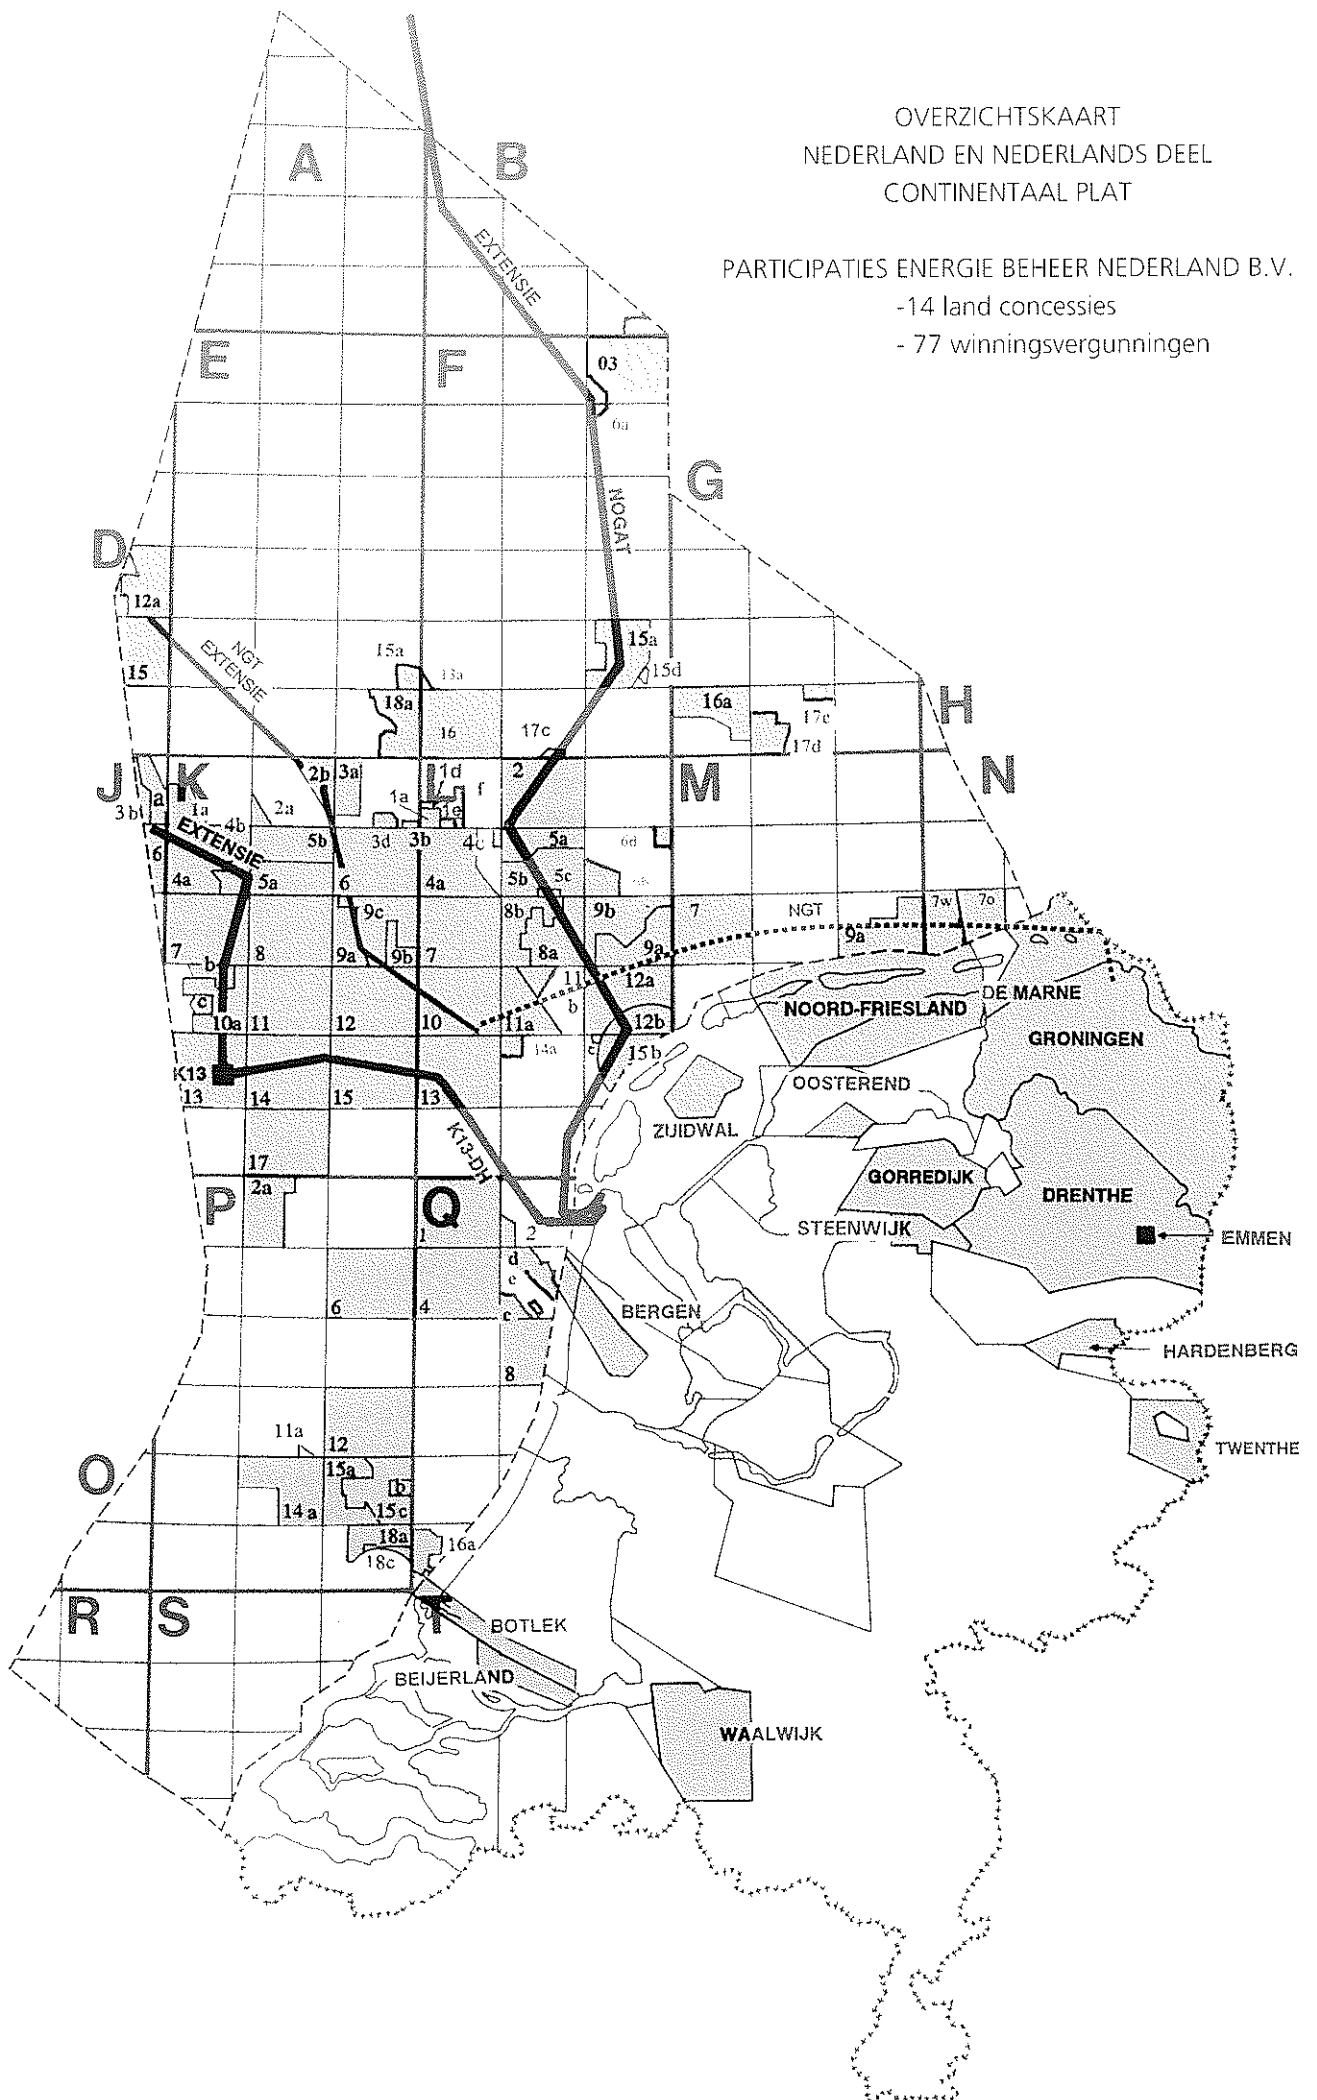 OVERZICHTSKAART
NEDERLAND EN NEDERLANDS DEEL
CONTINENTAAL PLAT
PARTICIPATIES ENERGIE BEHEER NEDERLAND B.V.
-14 land concessies
- 77 winningsvergunningen
A
B
EXTENSIE
E
F
03
6a
G
NOGAT
D
12a
NGT
EXTENSIE
15a
15a
15d
15
13a
18a
16a
17e
H
16
17c
17d
J
K
2b
3a
L
1d
2
M
N
a
1a
2a
1a
1e
f
3b
4b
EXTENSIE
5b
3d
3b
4c
5a
6d
6
4a
5a
6
4a
5b
5c
9c
8b
9b
7
NGT
7w
7o
7
8
9a
9b
7
8a
9a
9a
b
c
11
b
12a
DE MARNE
NOORD-FRIESLAND
10a
11
12
10
11a
12b
GRONINGEN
14a
c
15b
K13
OOSTEREND
13
14
15
13
ZUIDWAL
K13-DH
17
GORREDIJK
DRENTHE
P
2a
Q
STEENWIJK
1
2
EMMEN
d
e
BERGEN
6
4
c
HARDENBERG
8
11a
12
TWENTHE
O
15a
b
14a
15c
18a
16a
18c
R
S
T
BOTLEK
BEIJERLAND
WAALWIJK